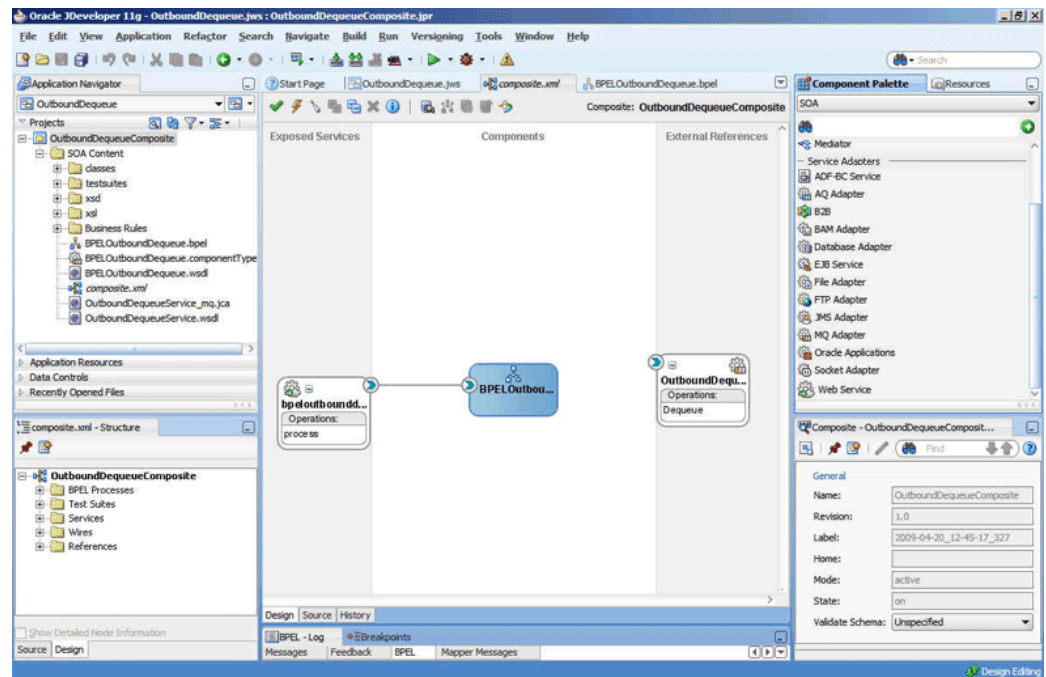 Oracle JDeveloper 11g - OutboundDequeue.jws : OutboundDequeueComposite.jpr
File Edit View Application Refactor Search Navigate Build Run Versioning Tools Window Help
Search
Application Navigator
OutboundDequeue
Projects
OutboundDequeueComposite
SOA Content
classes
testsuites
xsd
xsl
Business Rules
BPELOutboundDequeue.bpel
BPELOutboundDequeue.componentType
BPELOutboundDequeue.wsdl
composite.xml
OutboundDequeueService_mq.jca
OutboundDequeueService.wsdl
Application Resources
Data Controls
Recently Opened Files
composite.xml - Structure
OutboundDequeueComposite
BPEL Processes
Test Suites
Services
Wires
References
Show Detailed Node Information
Source Design
Start Page OutboundDequeue.jws composite.xml BPELOutboundDequeue.bpel
Composite: OutboundDequeueComposite
Exposed Services Components External References
bpeloutboundd...
Operations:
process
BPELOutbou...
OutboundDequ...
Operations:
Dequeue
Design Source History
BPEL - Log Breakpoints
Messages Feedback BPEL Mapper Messages
Component Palette Resources
SOA
Mediator
Service Adapters
ADF-BC Service
AQ Adapter
B2B
BAM Adapter
Database Adapter
EJB Service
File Adapter
FTP Adapter
JMS Adapter
MQ Adapter
Oracle Applications
Socket Adapter
Web Service
Composite - OutboundDequeueComposit...
Find
General
Name: OutboundDequeueComposite
Revision: 1.0
Label: 2009-04-20_12-45-17_327
Home:
Mode: active
State: on
Validate Schema: Unspecified
Design Editing